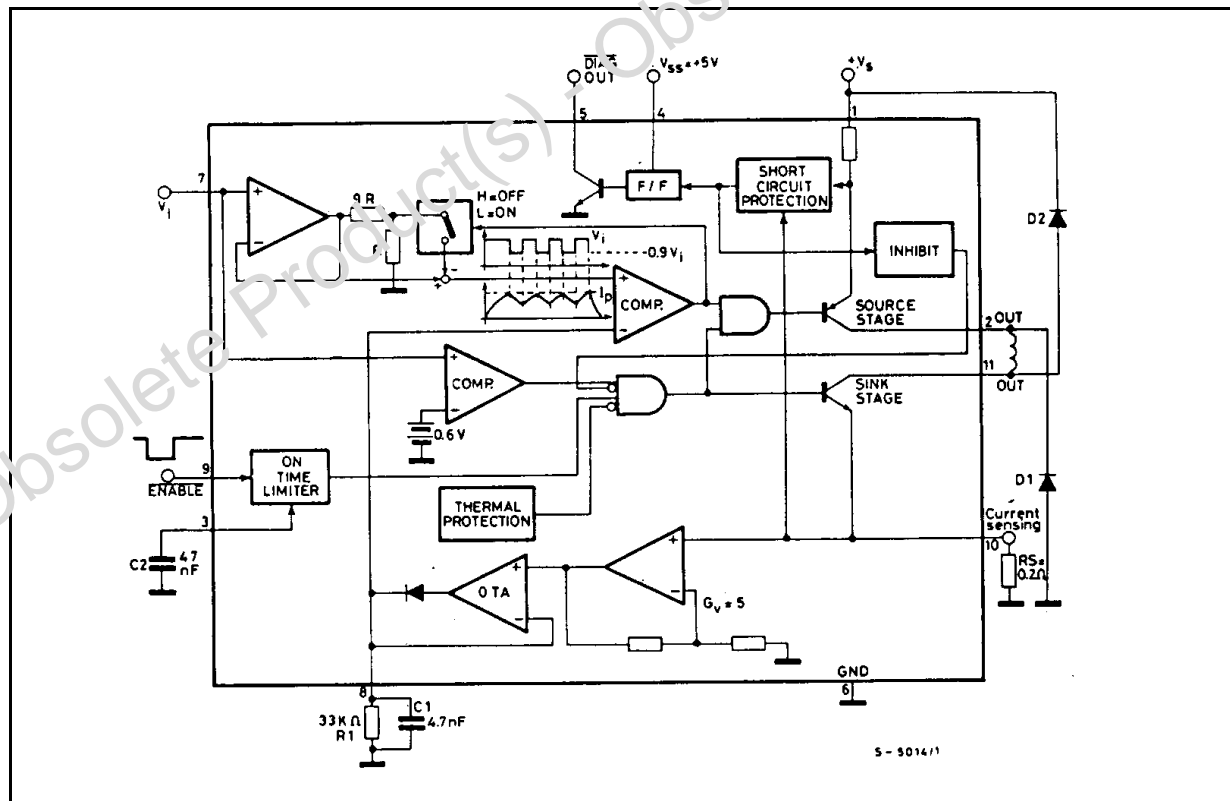 Obsolete Product(s) - Obs
DIAG
OUT
VSS=+5V
+Vs
5
4
1
7
Vi
9R
R
H=OFF
L=ON
Vi
0.9Vi
Ip
F/F
SHORT
CIRCUIT
PROTECTION
INHIBIT
D2
+
-
+
-
+
COMP.
-
SOURCE
STAGE
2
OUT
11
OUT
SINK
STAGE
+
COMP.
-
0.6V
9
ENABLE
ON
TIME
LIMITER
3
C2
47
nF
THERMAL
PROTECTION
D1
Current
sensing
10
RS=
0.2Ω
+
OTA
-
+
-
Gv=5
8
33KΩ
R1
C1
4.7nF
GND
6
S-5014/1